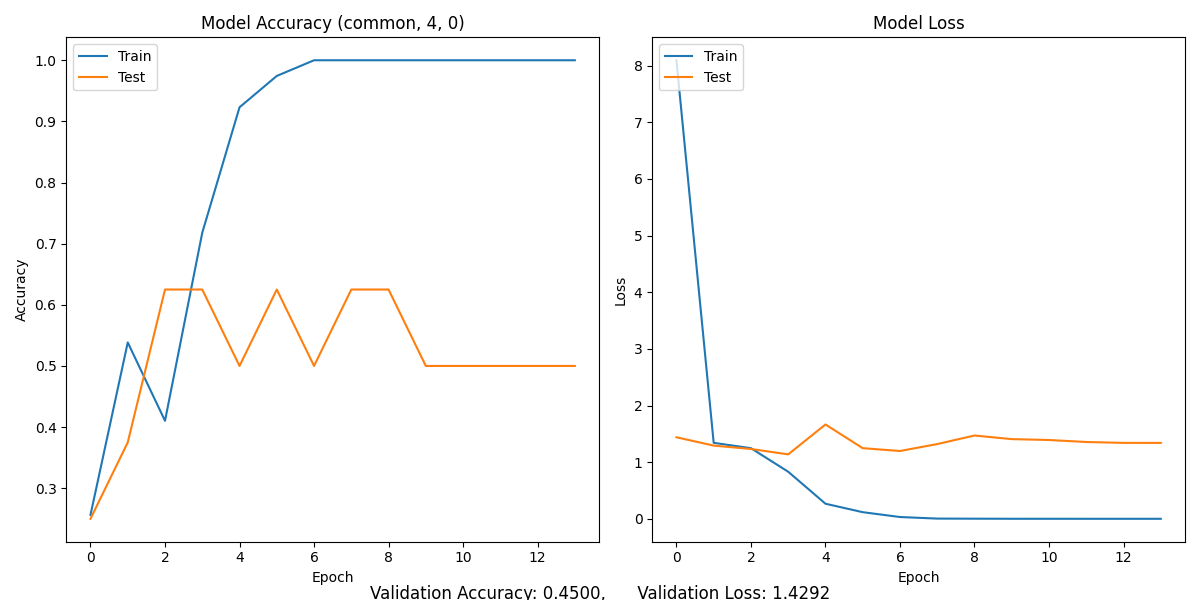 Model Accuracy (common, 4, 0)
Train
Test
1.0
0.9
0.8
0.7
0.6
0.5
0.4
0.3
Accuracy
0 2 4 6 8 10 12
Epoch
Model Loss
Train
Test
8
7
6
5
4
3
2
1
0
Loss
0 2 4 6 8 10 12
Epoch
Validation Accuracy: 0.4500, Validation Loss: 1.4292